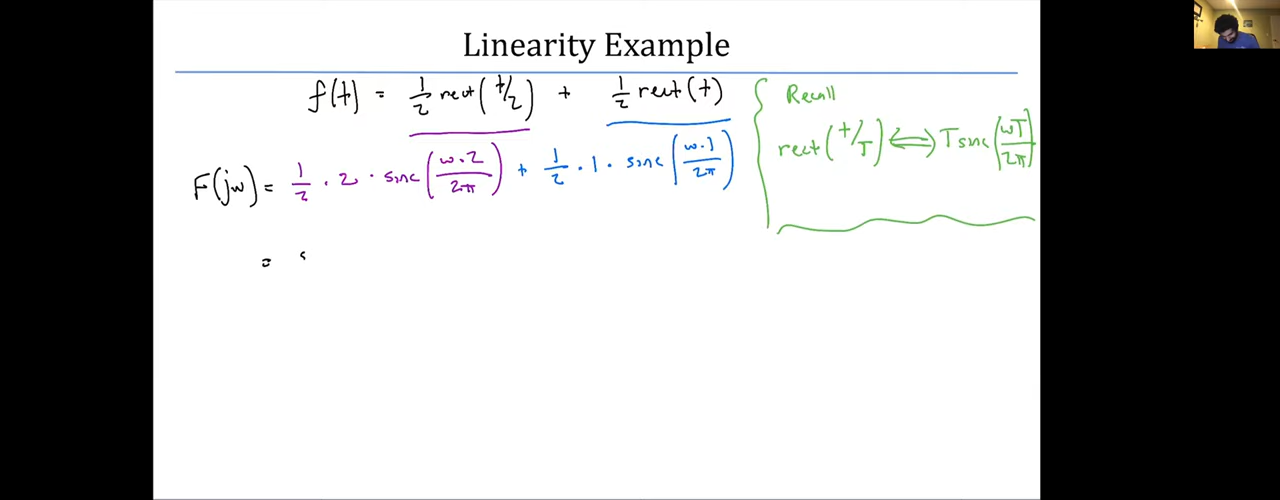 Linearity Example
f(t) = 1/2 rect(t/2) + 1/2 rect(t)
F(jω) = 1/2 · 2 · sinc(ω·2/2π) + 1/2 · 1 · sinc(ω·1/2π)
= s
Recall
rect(t/T) ⟺ T sinc(ωT/2π)